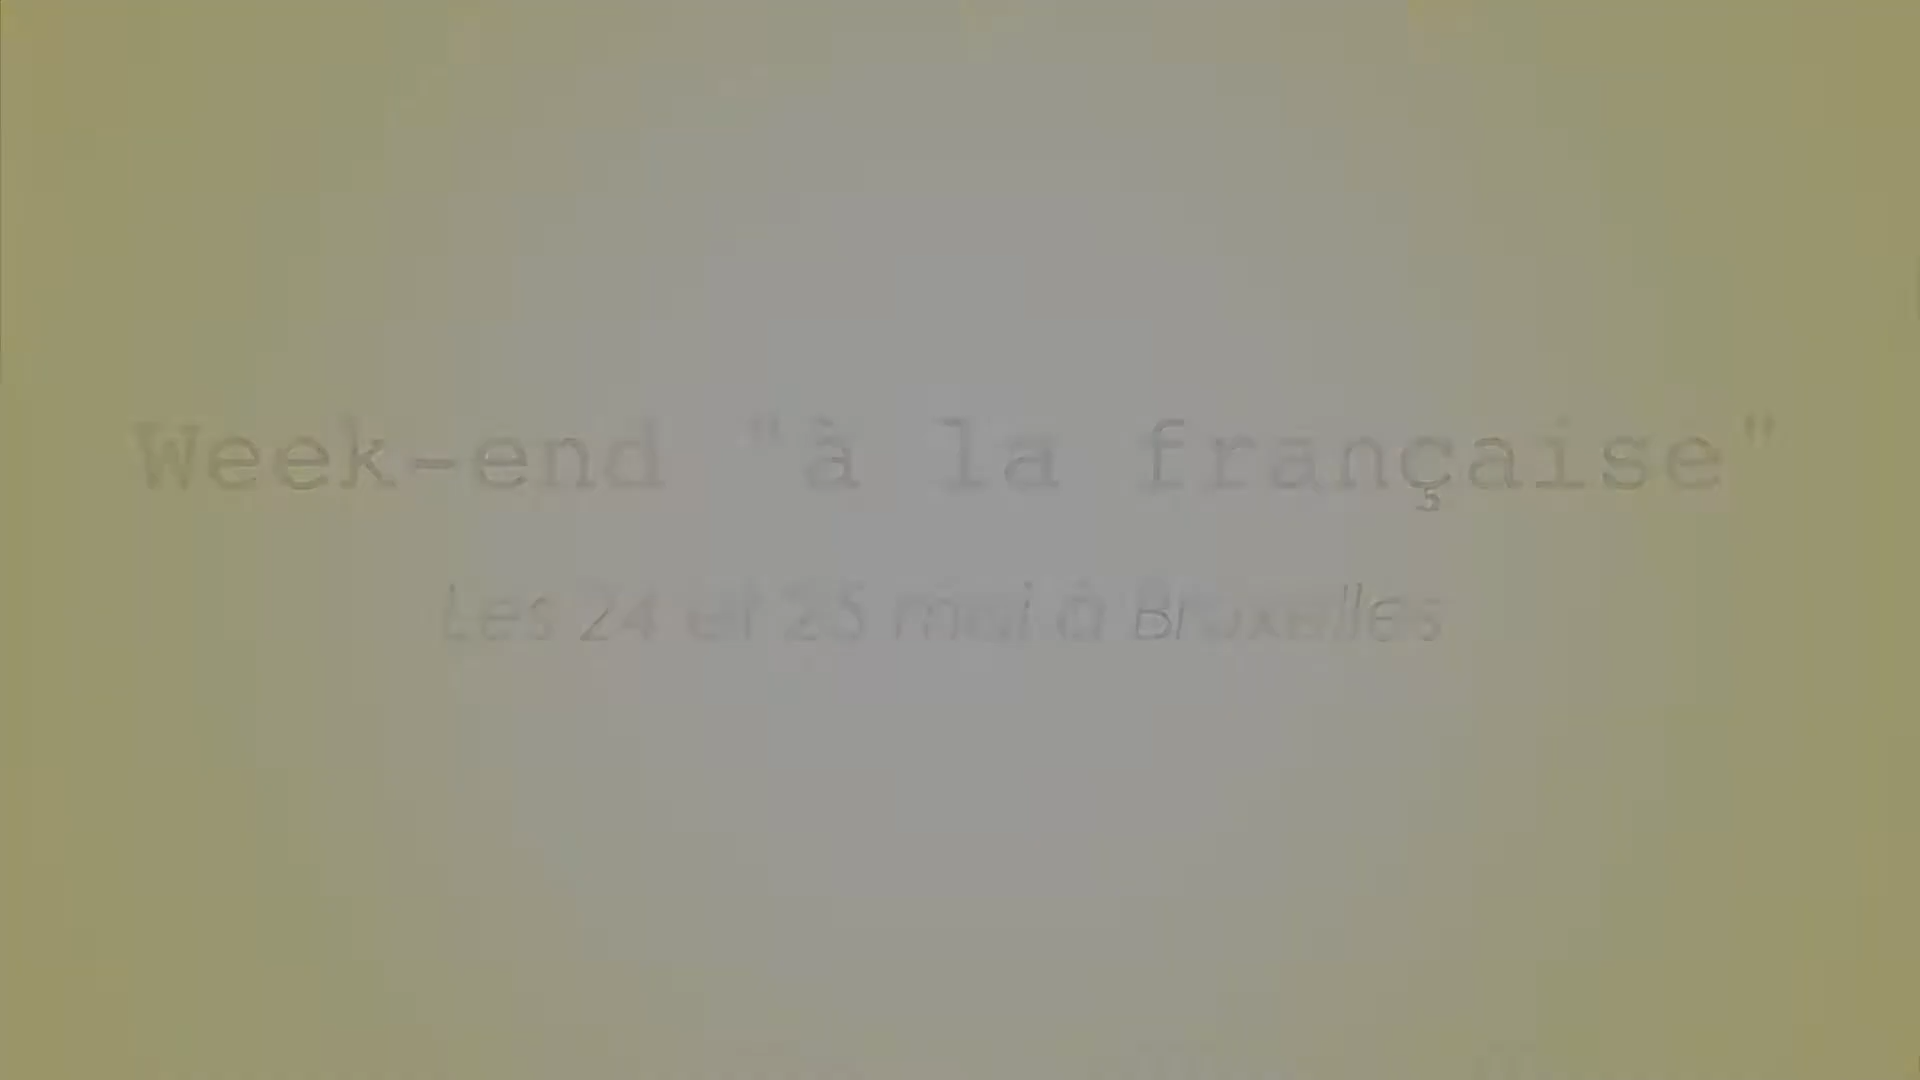 Week-end "à la française"
Les 24 et 25 mai à Bruxelles